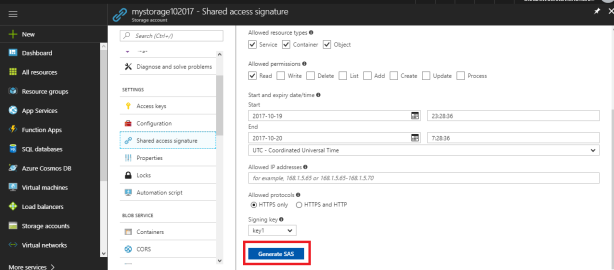 mystorage102017 - Shared access signature
Storage account
New
Dashboard
All resources
Resource groups
App Services
Function Apps
SQL databases
Azure Cosmos DB
Virtual machines
Load balancers
Storage accounts
Virtual networks
More services >
Search (Ctrl+/)
Diagnose and solve problems
SETTINGS
Access keys
Configuration
Shared access signature
Properties
Locks
Automation script
BLOB SERVICE
Containers
CORS
Allowed resource types
Service Container Object
Allowed permissions
Read Write Delete List Add Create Update Process
Start and expiry date/time
Start
2017-10-19 23:28:36
End
2017-10-20 7:28:36
UTC - Coordinated Universal Time
Allowed IP addresses
for example, 168.1.5.65 or 168.1.5.65-168.1.5.70
Allowed protocols
HTTPS only HTTPS and HTTP
Signing key
key1
Generate SAS